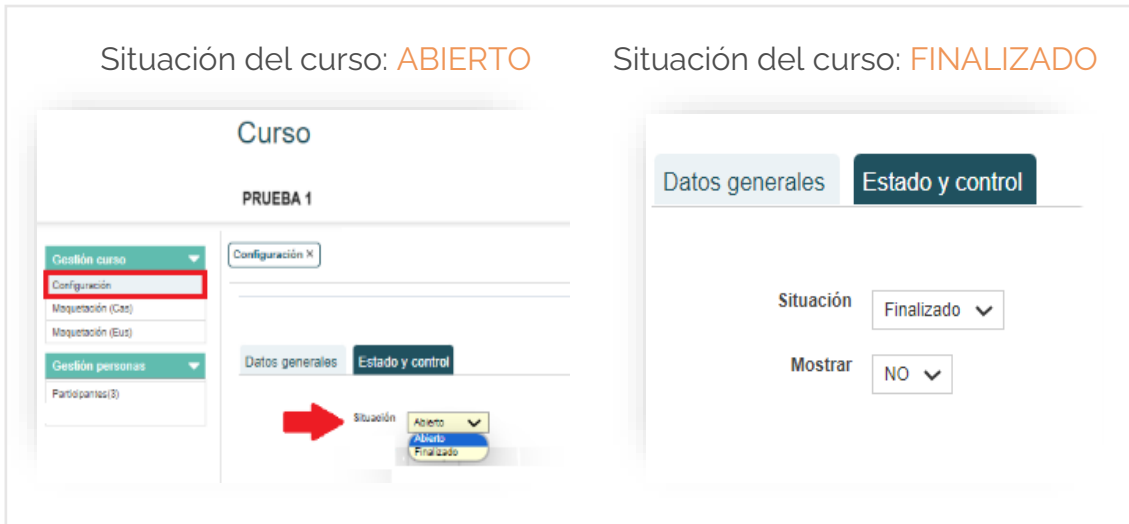 Situación del curso: ABIERTO
Curso
PRUEBA 1
Gestión curso
Configuración
Maquetación (Cas)
Maquetación (Eus)
Gestión personas
Participantes(3)
Configuración X
Datos generales Estado y control
Situación Abierto
Abierto
Finalizado
Situación del curso: FINALIZADO
Datos generales Estado y control
Situación Finalizado
Mostrar NO